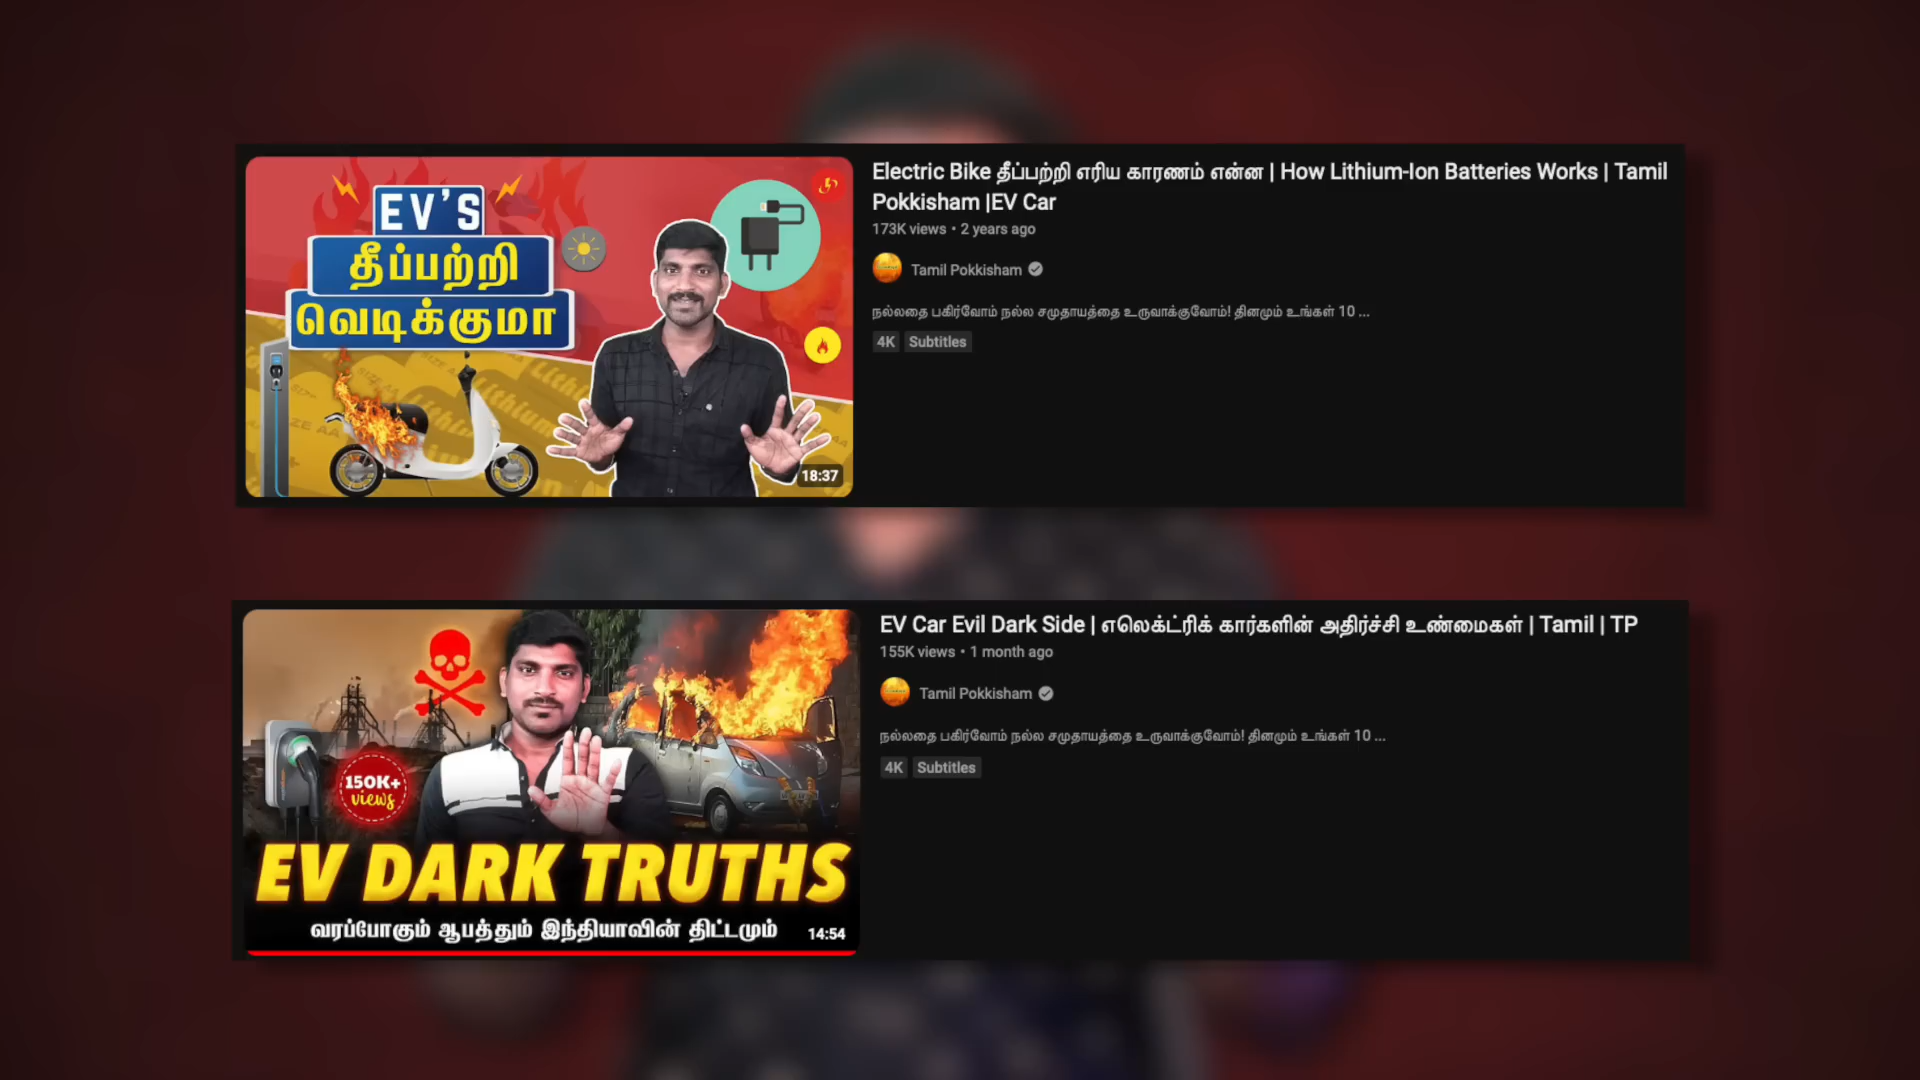 EV'S
தீப்பற்றி
வெடிக்குமா
18:37
Electric Bike தீப்பற்றி எரிய காரணம் என்ன | How Lithium-Ion Batteries Works | Tamil
Pokkisham |EV Car
173K views • 2 years ago
Tamil Pokkisham
நல்லதை பகிர்வோம் நல்ல சமுதாயத்தை உருவாக்குவோம்! தினமும் உங்கள் 10 ...
4K Subtitles
150K+
views
EV DARK TRUTHS
வரப்போகும் ஆபத்தும் இந்தியாவின் திட்டமும்
14:54
EV Car Evil Dark Side | எலெக்ட்ரிக் கார்களின் அதிர்ச்சி உண்மைகள் | Tamil | TP
155K views • 1 month ago
Tamil Pokkisham
நல்லதை பகிர்வோம் நல்ல சமுதாயத்தை உருவாக்குவோம்! தினமும் உங்கள் 10 ...
4K Subtitles